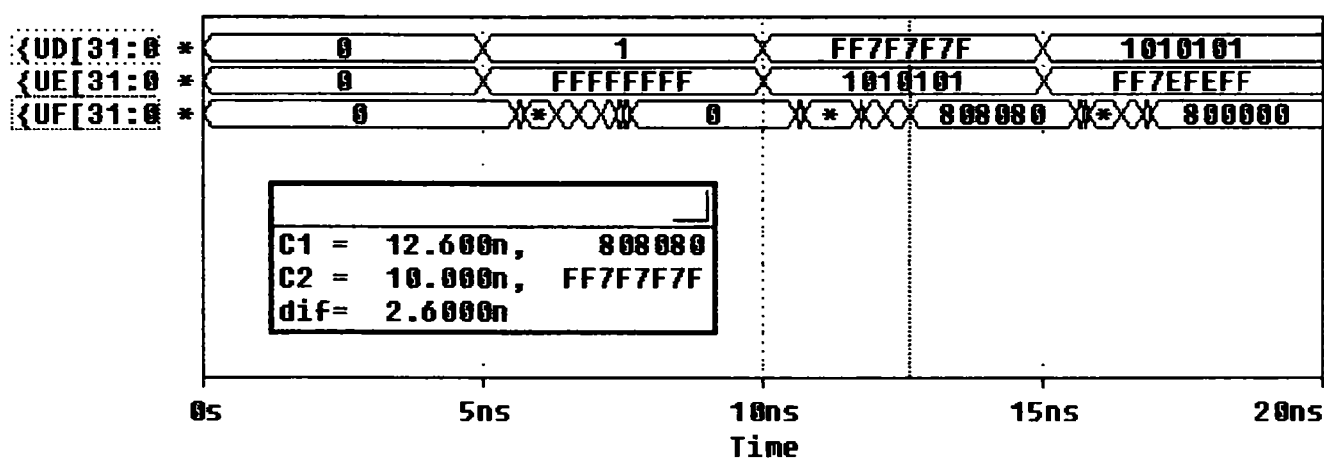 {UD[31:0 * 0 1 FF7F7F7F 1010101
{UE[31:0 * 0 FFFFFFFF 1010101 FF7EFEFF
{UF[31:0 * 0 * 0 * 808080 * 800000
C1 = 12.600n, 808080
C2 = 10.000n, FF7F7F7F
dif= 2.6000n
0s 5ns 10ns 15ns 20ns
Time